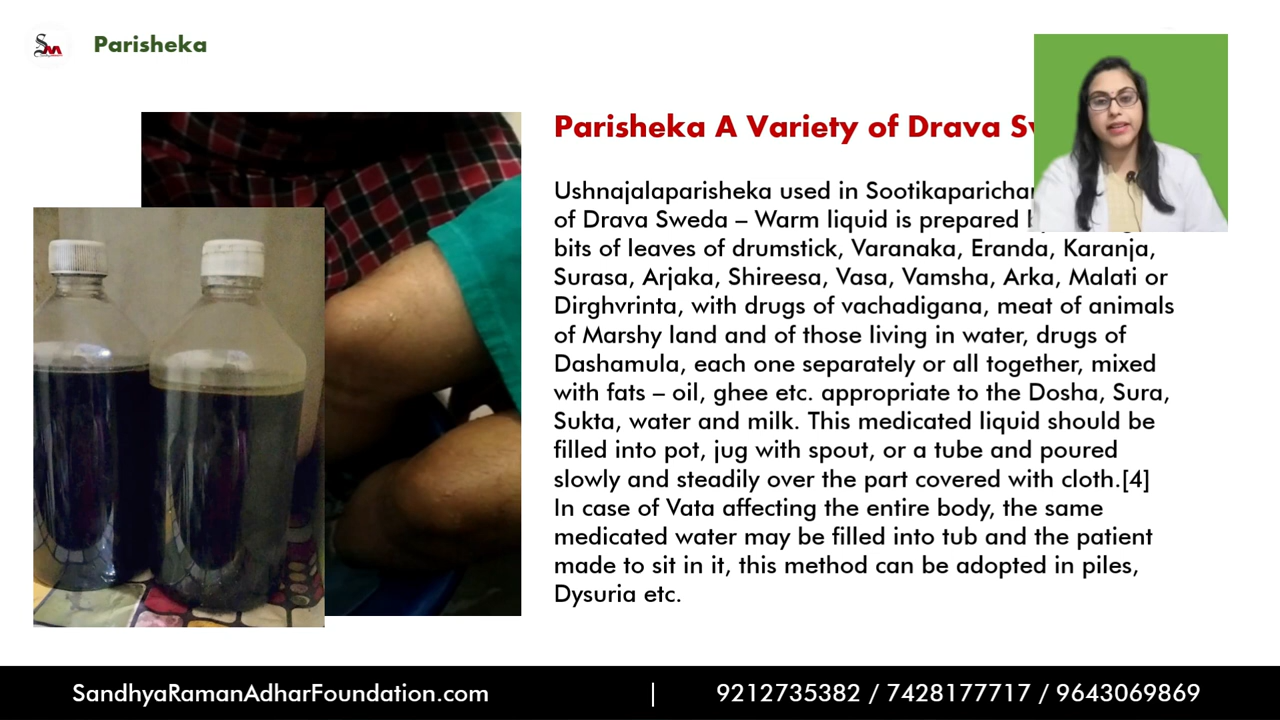 SM
Parisheka
Parisheka A Variety of Drava
Ushnajalaparisheka used in
of Drava Sweda – Warm liquid is prepared
bits of leaves of drumstick, Varanaka, Eranda, Karanja,
Surasa, Arjaka, Shireesa, Vasa, Vamsha, Arka, Malati or
Dirghvrinta, with drugs of vachadigana, meat of animals
of Marshy land and of those living in water, drugs of
Dashamula, each one separately or all together, mixed
with fats – oil, ghee etc. appropriate to the Dosha, Sura,
Sukta, water and milk. This medicated liquid should be
filled into pot, jug with spout, or a tube and poured
slowly and steadily over the part covered with cloth.[4]
In case of Vata affecting the entire body, the same
medicated water may be filled into tub and the patient
made to sit in it, this method can be adopted in piles,
Dysuria etc.
SandhyaRamanAdharFoundation.com | 9212735382 / 7428177717 / 9643069869